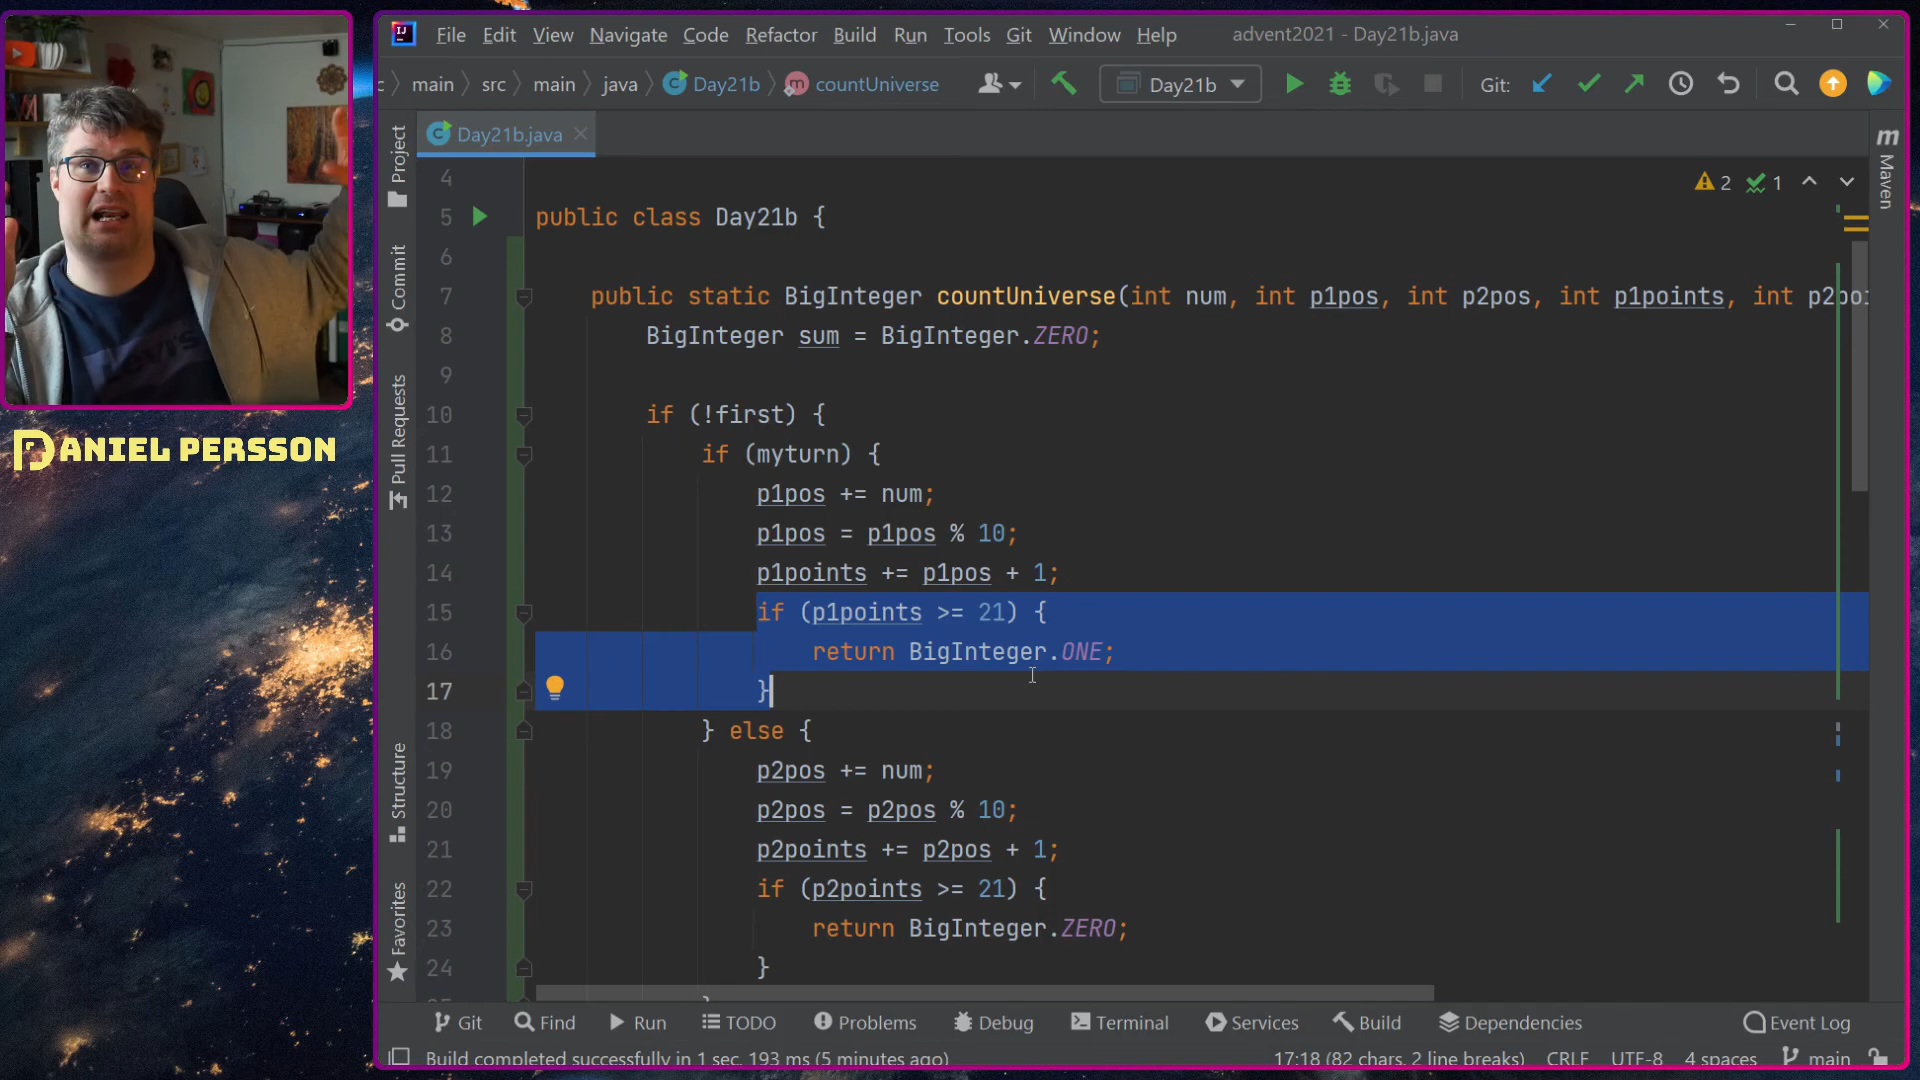 File Edit View Navigate Code Refactor Build Run Tools Git Window Help advent2021 - Day21b.java
main src main java Day21b countUniverse Day21b Git:
Day21b.java
DANIEL PERSSON
Project
Commit
Pull Requests
Structure
Favorites
Maven
2 1
4
5 public class Day21b {
6
7 public static BigInteger countUniverse(int num, int p1pos, int p2pos, int p1points, int p2poi
8 BigInteger sum = BigInteger.ZERO;
9
10 if (!first) {
11 if (myturn) {
12 p1pos += num;
13 p1pos = p1pos % 10;
14 p1points += p1pos + 1;
15 if (p1points >= 21) {
16 return BigInteger.ONE;
17 }
18 } else {
19 p2pos += num;
20 p2pos = p2pos % 10;
21 p2points += p2pos + 1;
22 if (p2points >= 21) {
23 return BigInteger.ZERO;
24 }
Git Find Run TODO Problems Debug Terminal Services Build Dependencies Event Log
Build completed successfully in 1 sec, 193 ms (5 minutes ago) 17:18 (82 chars, 2 line breaks) CRLF UTF-8 4 spaces main